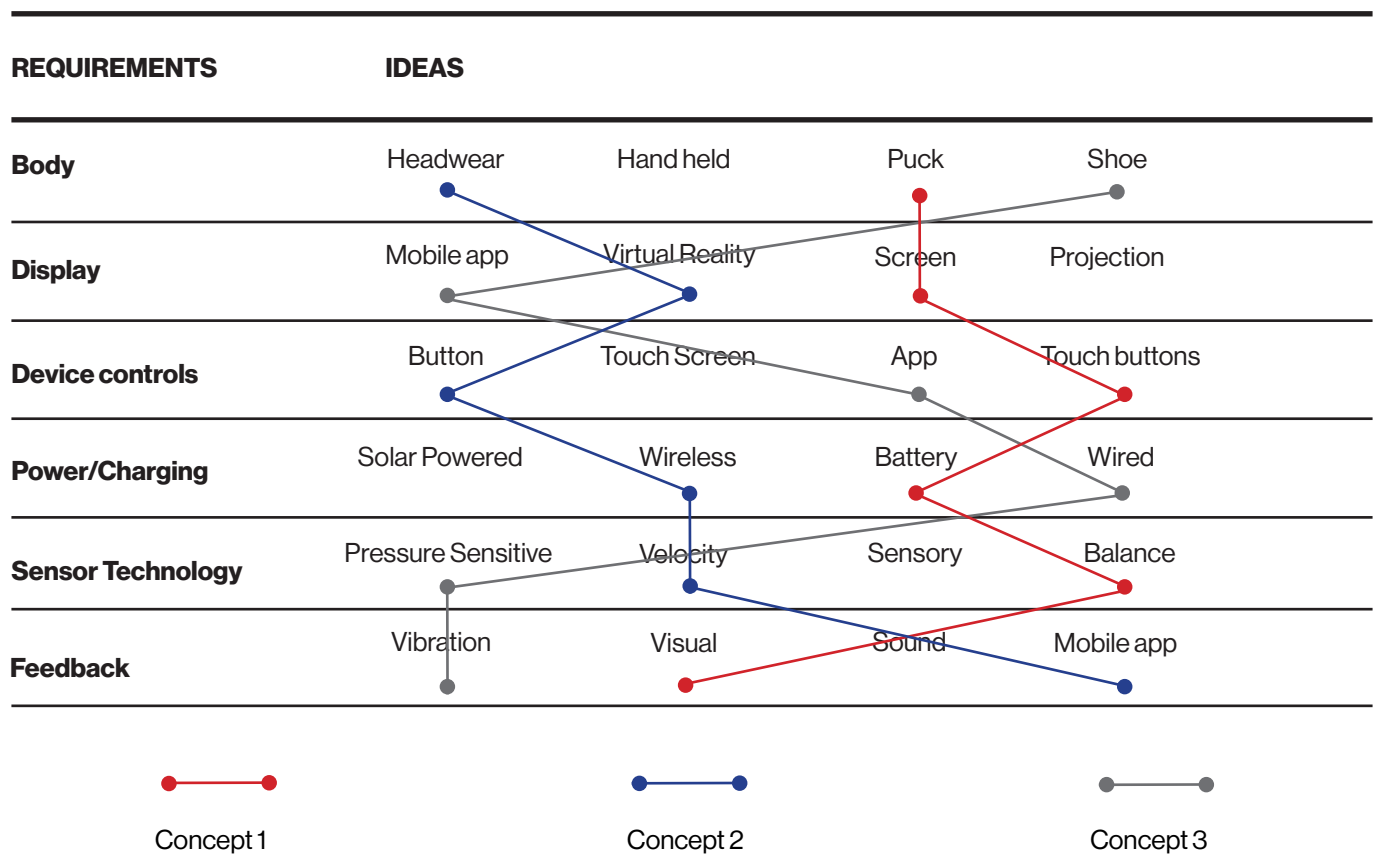 REQUIREMENTS IDEAS
Body Headwear Hand held Puck Shoe
Display Mobile app Virtual Reality Screen Projection
Device controls Button Touch Screen App Touch buttons
Power/Charging Solar Powered Wireless Battery Wired
Sensor Technology Pressure Sensitive Velocity Sensory Balance
Feedback Vibration Visual Sound Mobile app
Concept 1 Concept 2 Concept 3